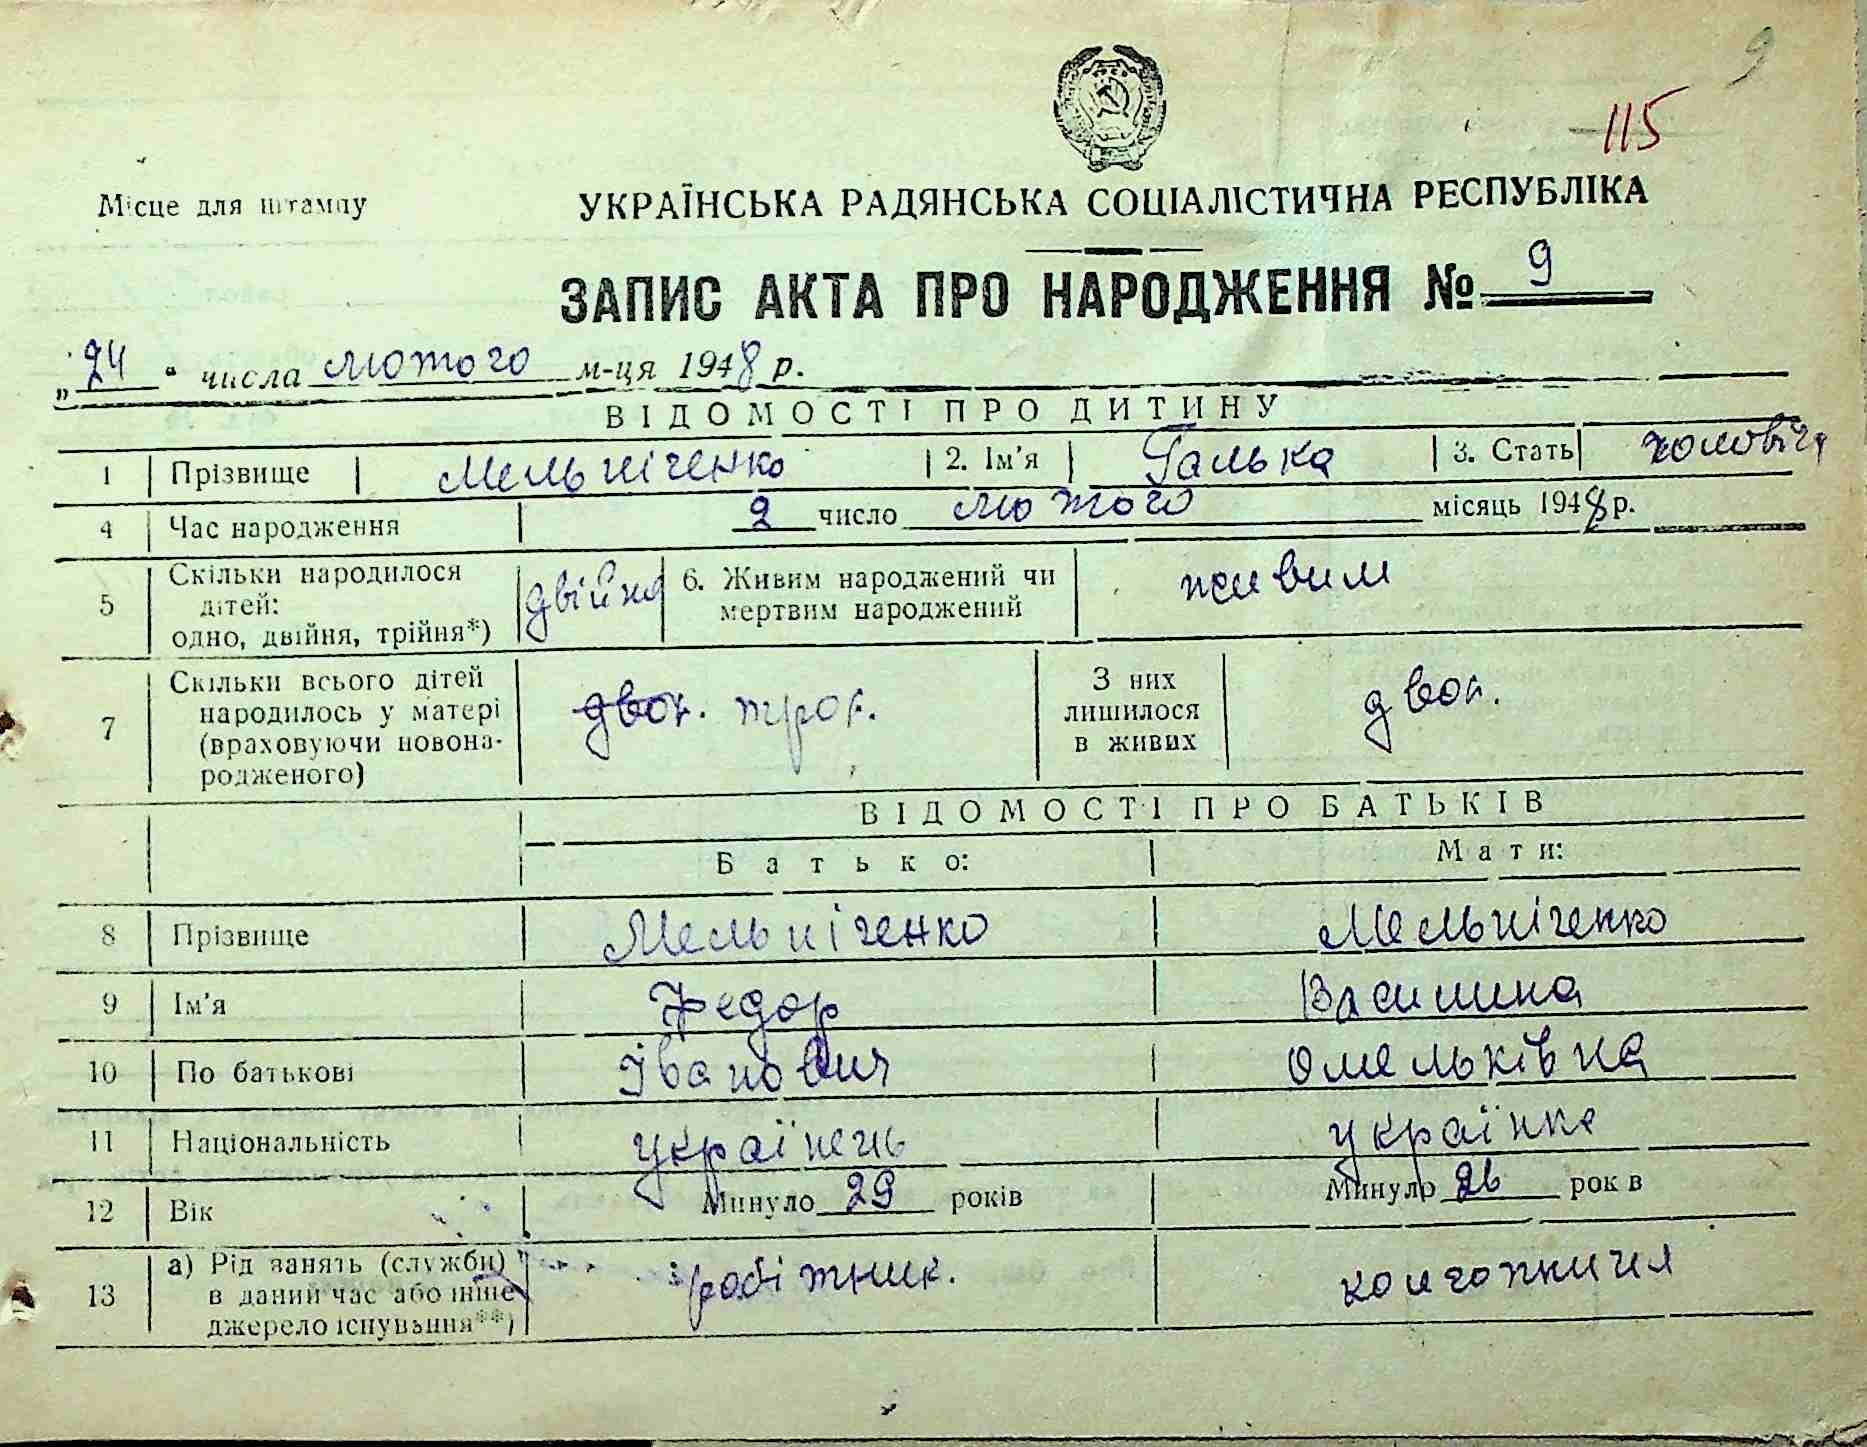 9
115
Місце для штампу
УКРАЇНСЬКА РАДЯНСЬКА СОЦІАЛІСТИЧНА РЕСПУБЛІКА
ЗАПИС АКТА ПРО НАРОДЖЕННЯ № 9
„24“ числа лютого м-ця 1948 р.
ВІДОМОСТІ ПРО ДИТИНУ
1 Прізвище Мельніченко 2. Ім'я Галька 3. Стать
4 Час народження 2 число лютого місяць 1948 р.
5 Скільки народилося дітей: одно, двійня, трійня*) двійня 6. Живим народжений чи мертвим народжений живим
7 Скільки всього дітей народилось у матері (враховуючи новонародженого) двоє. троє. З них лишилося в живих двоє.
ВІДОМОСТІ ПРО БАТЬКІВ
Батько: Мати:
8 Прізвище Мельніченко Мельніченко
9 Ім'я Федор Василина
10 По батькові Іванович Омельківна
11 Національність українець українка
12 Вік Минуло 29 років Минуло 26 рок в
13 а) Рід занять (служби) в даний час або інше джерело існування**) робітник. колгоспниця